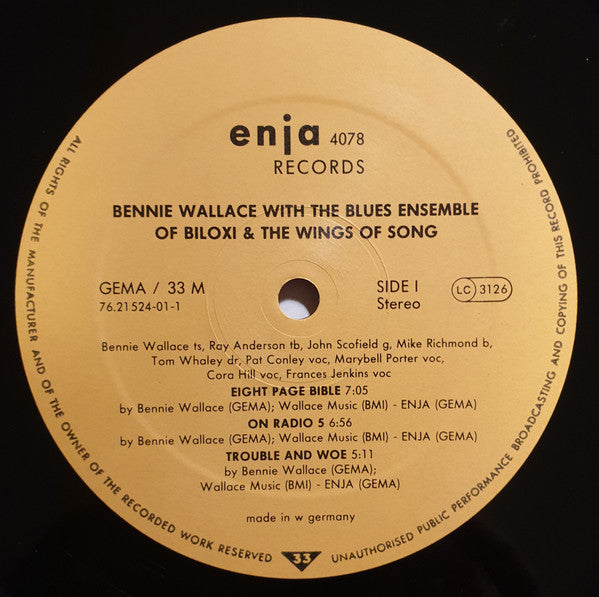 enja 4078
RECORDS
BENNIE WALLACE WITH THE BLUES ENSEMBLE
OF BILOXI & THE WINGS OF SONG
GEMA / 33 M
76.21 524-01-1
SIDE I
Stereo
LC 3126
Bennie Wallace ts, Ray Anderson tb, John Scofield g, Mike Richmond b,
Tom Whaley dr, Pat Conley voc, Marybell Porter voc,
Cora Hill voc, Frances Jenkins voc
EIGHT PAGE BIBLE 7:05
by Bennie Wallace (GEMA); Wallace Music (BMI) - ENJA (GEMA)
ON RADIO 5 6:56
by Bennie Wallace (GEMA); Wallace Music (BMI) - ENJA (GEMA)
TROUBLE AND WOE 5:11
by Bennie Wallace (GEMA);
Wallace Music (BMI) - ENJA (GEMA)
made in w germany
ALL RIGHTS OF THE MANUFACTURER AND OF THE OWNER OF THE RECORDED WORK RESERVED
33
UNAUTHORISED PUBLIC PERFORMANCE BROADCASTING AND COPYING OF THIS RECORD PROHIBITED